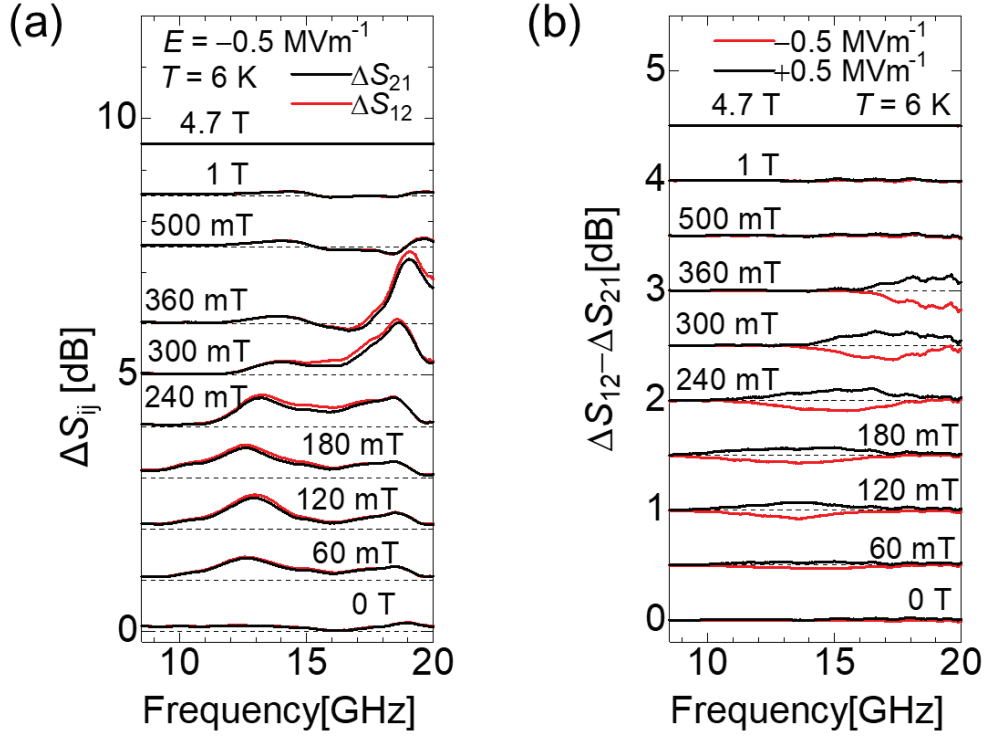 (a)
E = −0.5 MVm⁻¹
T = 6 K
ΔS₂₁
ΔS₁₂
10
4.7 T
1 T
500 mT
360 mT
300 mT
5
240 mT
180 mT
120 mT
60 mT
0 T
0
ΔSᵢⱼ [dB]
10 15 20
Frequency[GHz]
(b)
−0.5 MVm⁻¹
+0.5 MVm⁻¹
5
4.7 T T = 6 K
1 T
4
500 mT
360 mT
3
300 mT
240 mT
2
180 mT
120 mT
1
60 mT
0 T
0
ΔS₁₂−ΔS₂₁[dB]
10 15 20
Frequency[GHz]